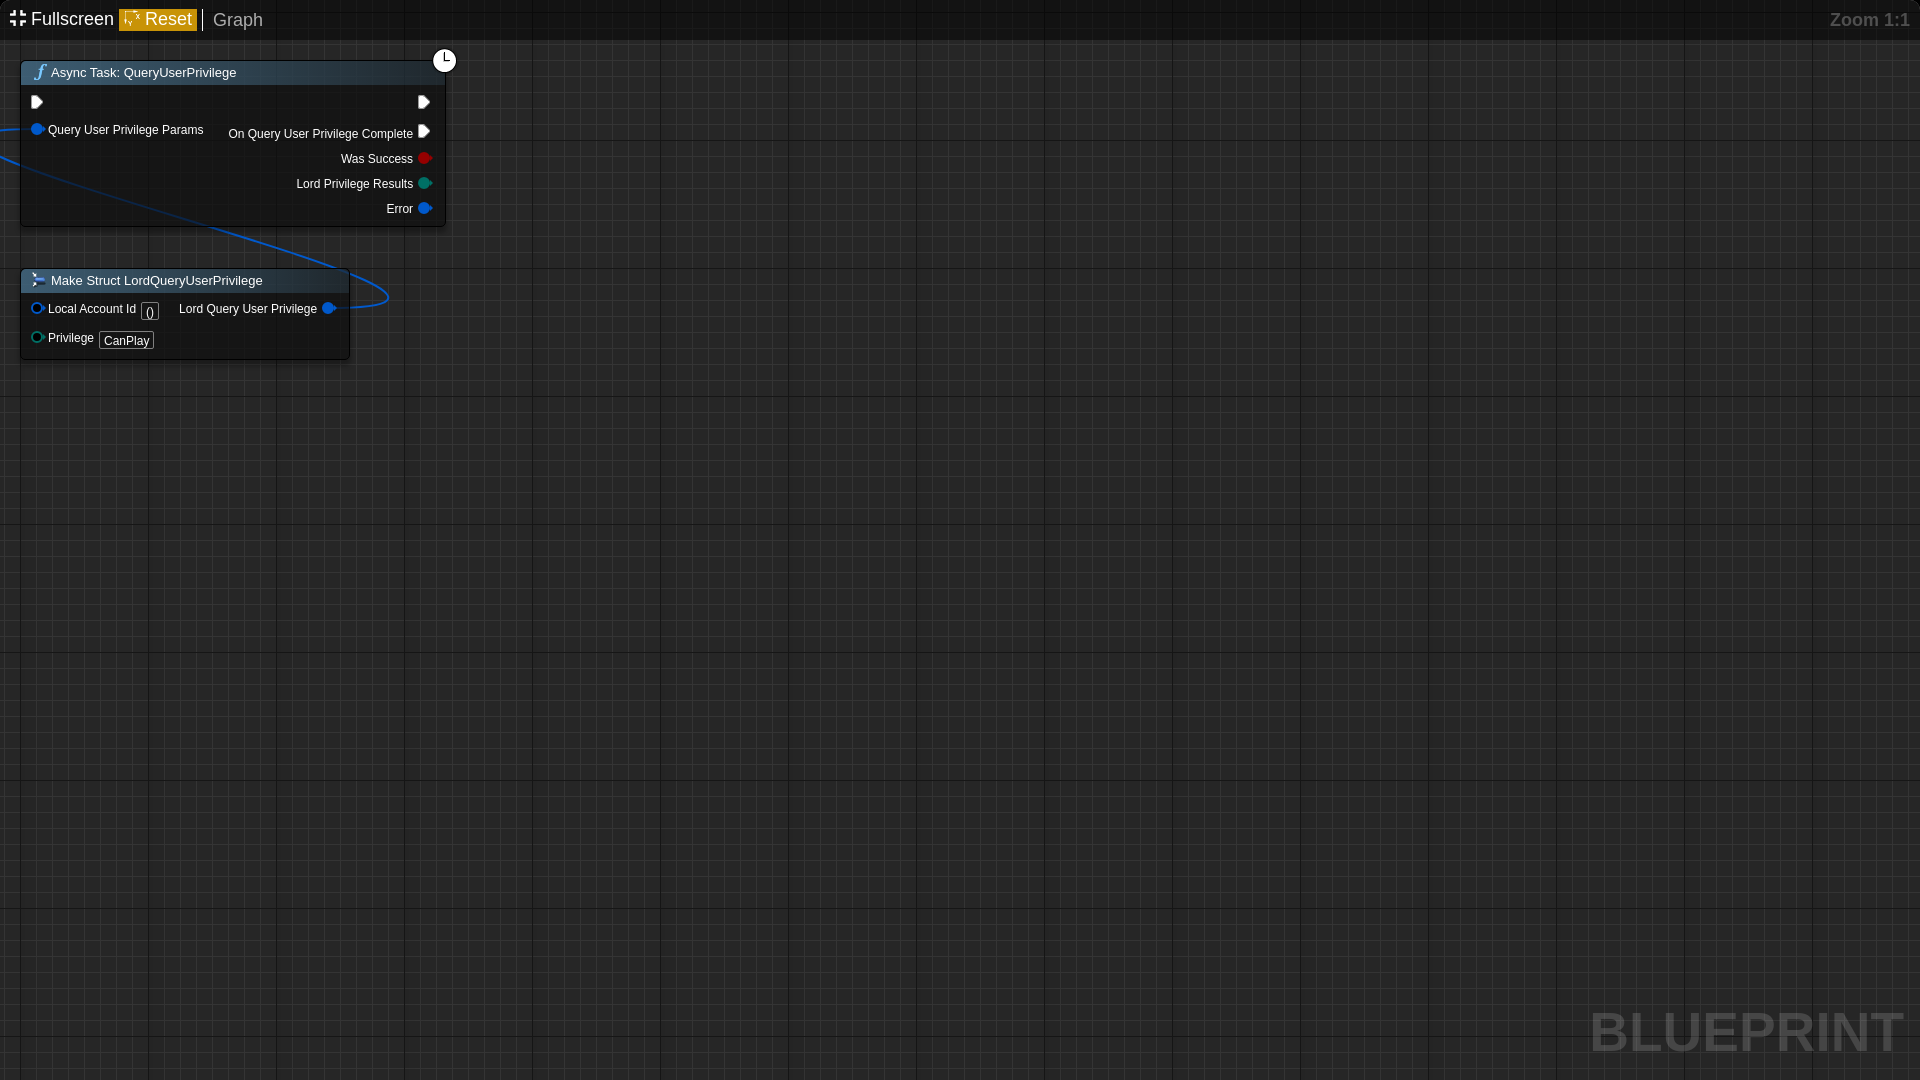 Fullscreen Reset Graph Zoom 1:1
Async Task: QueryUserPrivilege
Query User Privilege Params On Query User Privilege Complete
Was Success
Lord Privilege Results
Error
Make Struct LordQueryUserPrivilege
Local Account Id () Lord Query User Privilege
Privilege CanPlay
BLUEPRINT